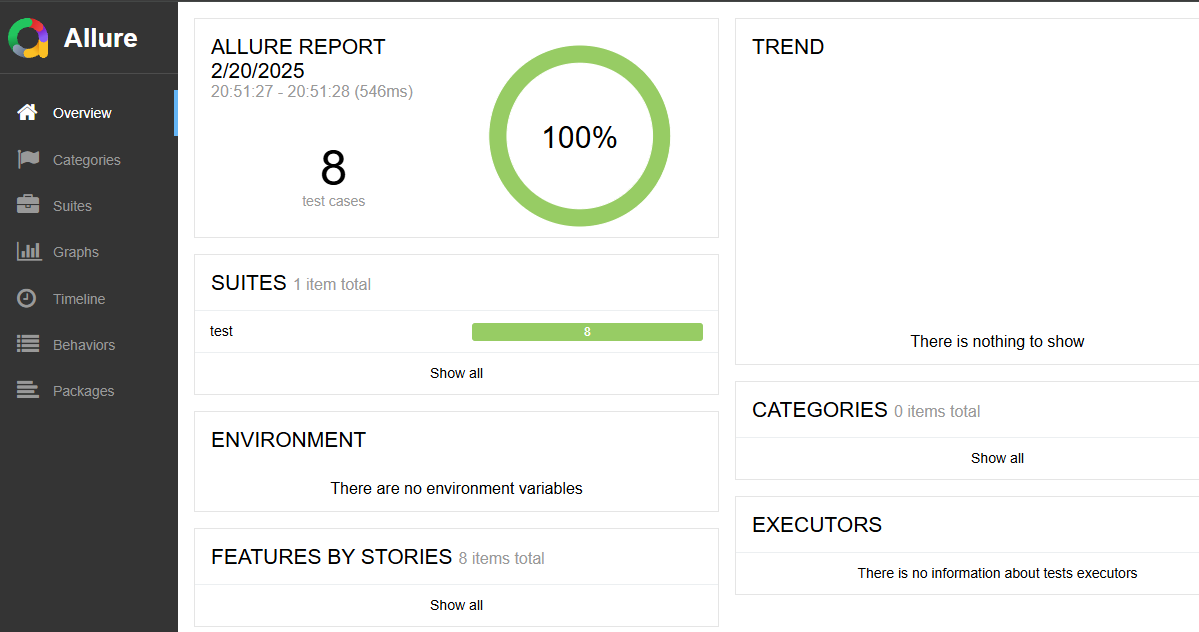 Allure
Overview
Categories
Suites
Graphs
Timeline
Behaviors
Packages
ALLURE REPORT
2/20/2025
20:51:27 - 20:51:28 (546ms)
8
test cases
100%
SUITES 1 item total
test 8
Show all
ENVIRONMENT
There are no environment variables
FEATURES BY STORIES 8 items total
Show all
TREND
There is nothing to show
CATEGORIES 0 items total
Show all
EXECUTORS
There is no information about tests executors